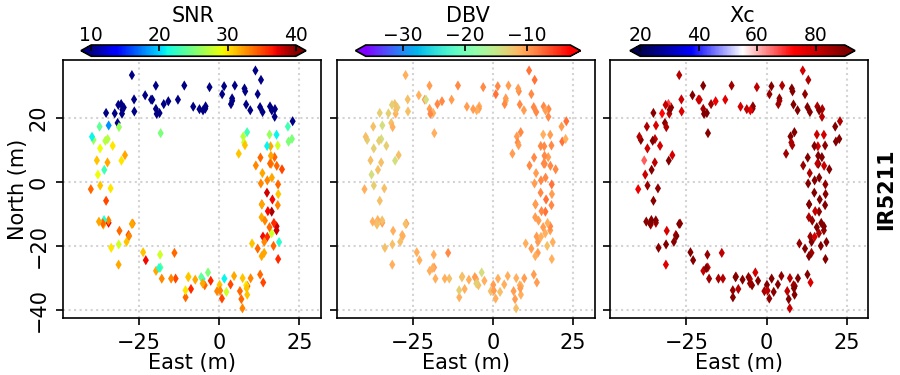 SNR DBV Xc
10 20 30 40 −30 −20 −10 20 40 60 80
20
0
−20
−40
North (m)
−25 0 25 −25 0 25 −25 0 25
East (m) East (m) East (m)
IR5211